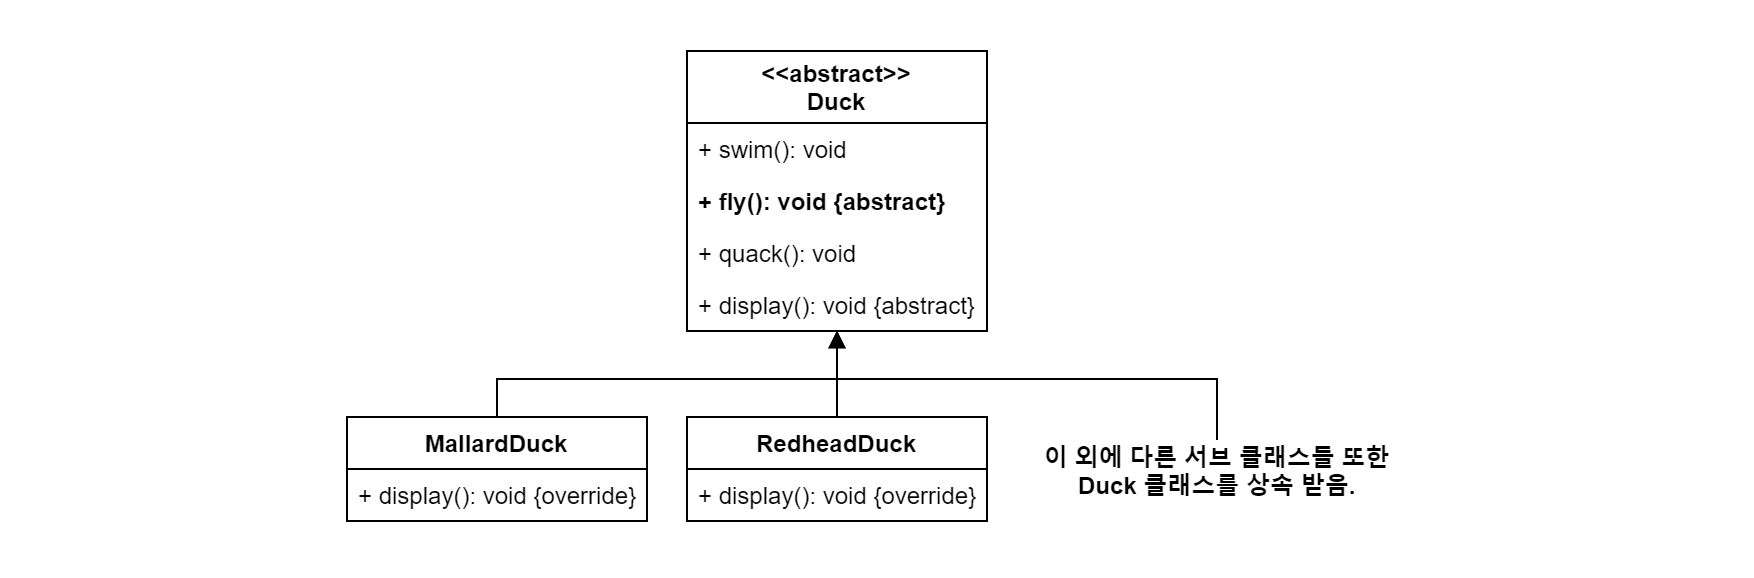 <<abstract>>
Duck
+ swim(): void
+ fly(): void {abstract}
+ quack(): void
+ display(): void {abstract}
MallardDuck
+ display(): void {override}
RedheadDuck
+ display(): void {override}
이 외에 다른 서브 클래스들 또한
Duck 클래스를 상속 받음.